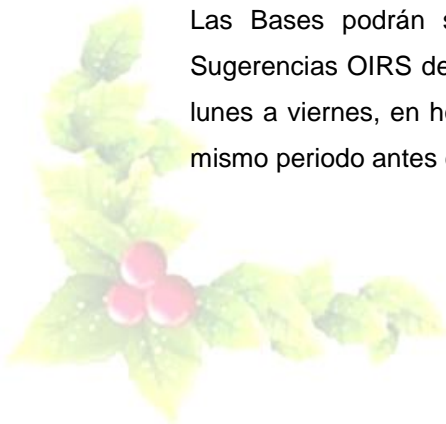 Las Bases podrán
Sugerencias OIRS de
lunes a viernes, en
mismo periodo antes